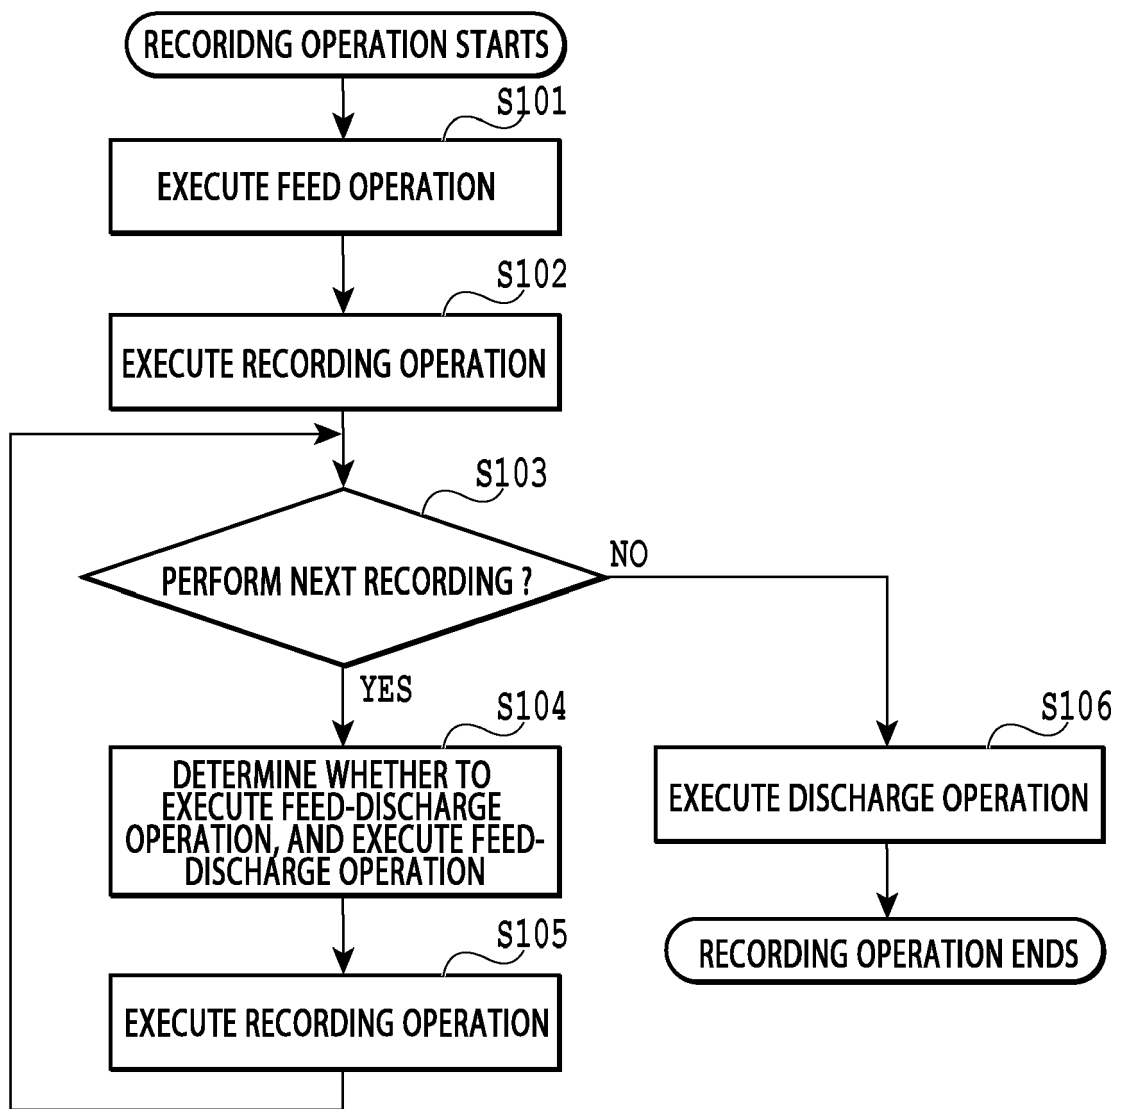 RECORIDNG OPERATION STARTS
S101
EXECUTE FEED OPERATION
S102
EXECUTE RECORDING OPERATION
S103
PERFORM NEXT RECORDING ?
NO
YES
S104
DETERMINE WHETHER TO
EXECUTE FEED-DISCHARGE
OPERATION, AND EXECUTE FEED-
DISCHARGE OPERATION
S106
EXECUTE DISCHARGE OPERATION
S105
EXECUTE RECORDING OPERATION
RECORDING OPERATION ENDS